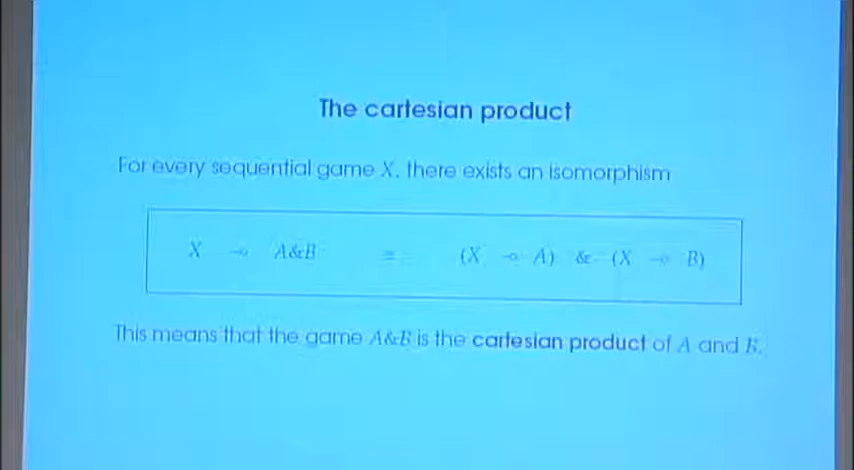 The cartesian product
For every sequential game X, there exists an isomorphism
X ⊸ A&B ≅ (X ⊸ A) & (X ⊸ B)
This means that the game A&B is the cartesian product of A and B.